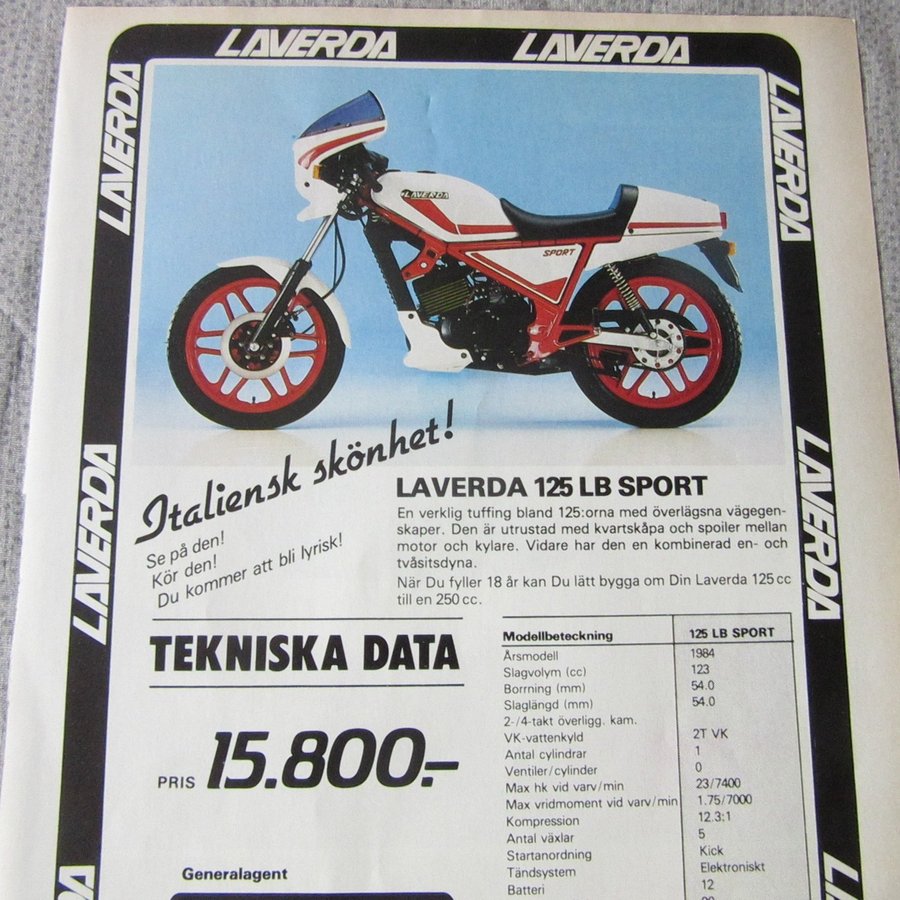 LAVERDA LAVERDA
LAVERDA
LAVERDA
LAVERDA
SPORT
Italiensk skönhet!
Se på den!
Kör den!
Du kommer att bli lyrisk!
LAVERDA
LAVERDA
LAVERDA 125 LB SPORT
En verklig tuffing bland 125:orna med överlägsna vägegen-
skaper. Den är utrustad med kvartskåpa och spoiler mellan
motor och kylare. Vidare har den en kombinerad en- och
tvåsitsdyna.
När Du fyller 18 år kan Du lätt bygga om Din Laverda 125 cc
till en 250 cc.
TEKNISKA DATA
PRIS 15.800:-
Generalagent
Modellbeteckning 125 LB SPORT
Årsmodell 1984
Slagvolym (cc) 123
Borrning (mm) 54.0
Slaglängd (mm) 54.0
2-/4-takt överligg. kam.
VK-vattenkyld 2T VK
Antal cylindrar 1
Ventiler/cylinder 0
Max hk vid varv/min 23/7400
Max vridmoment vid varv/min 1.75/7000
Kompression 12.3:1
Antal växlar 5
Startanordning Kick
Tändsystem Elektroniskt
Batteri 12